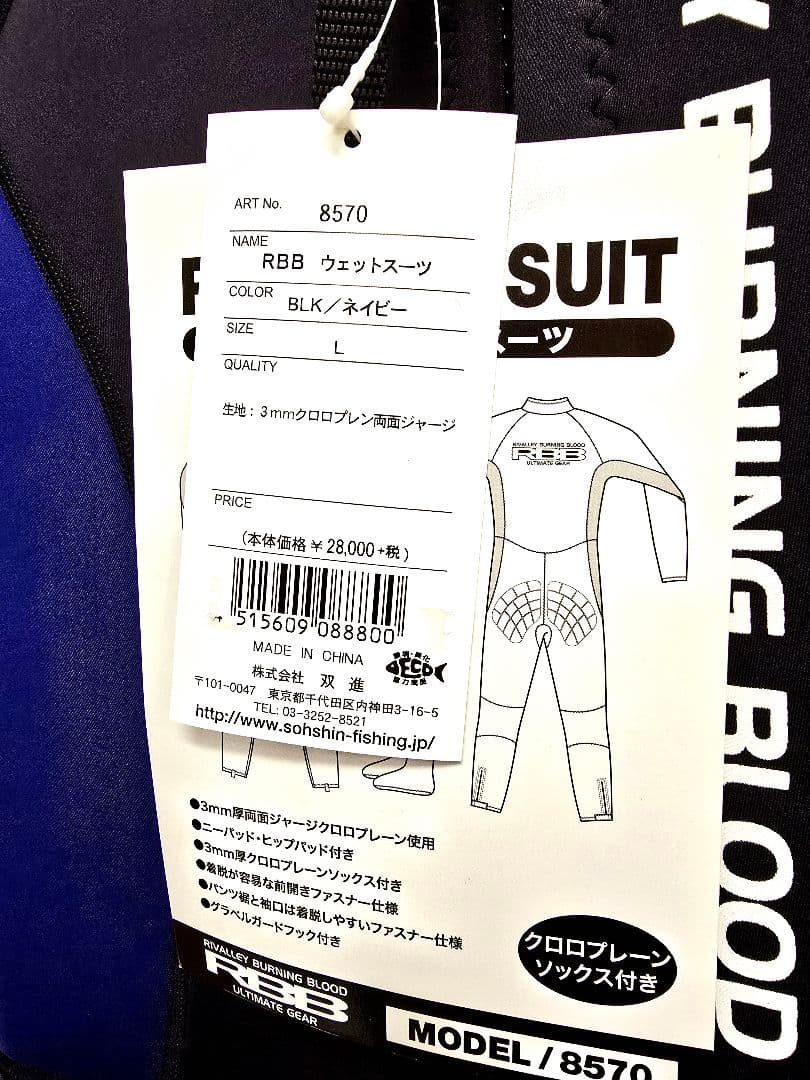 ART No. 8570
NAME
RBB ウェットスーツ
COLOR
BLK／ネイビー
SIZE
L
QUALITY
生地：3mmクロロプレン両面ジャージ
PRICE
(本体価格￥28,000+税)
515609 088800
MADE IN CHINA
株式会社 双進
〒101-0047 東京都千代田区内神田3-16-5
TEL: 03-3252-8521
http://www.sohshin-fishing.jp/
DECO
SUIT
スーツ
RIVALLEY BURNING BLOOD
RBB
ULTIMATE GEAR
●3mm厚両面ジャージクロロプレーン使用
●ニーパッド・ヒップパッド付き
●3mm厚クロロプレーンソックス付き
●着脱が容易な前開きファスナー仕様
●パンツ裾と袖口は着脱しやすいファスナー仕様
●グラベルガードフック付き
クロロプレーン
ソックス付き
RIVALLEY BURNING BLOOD
RBB
ULTIMATE GEAR
MODEL/8570
BURNING BLOOD